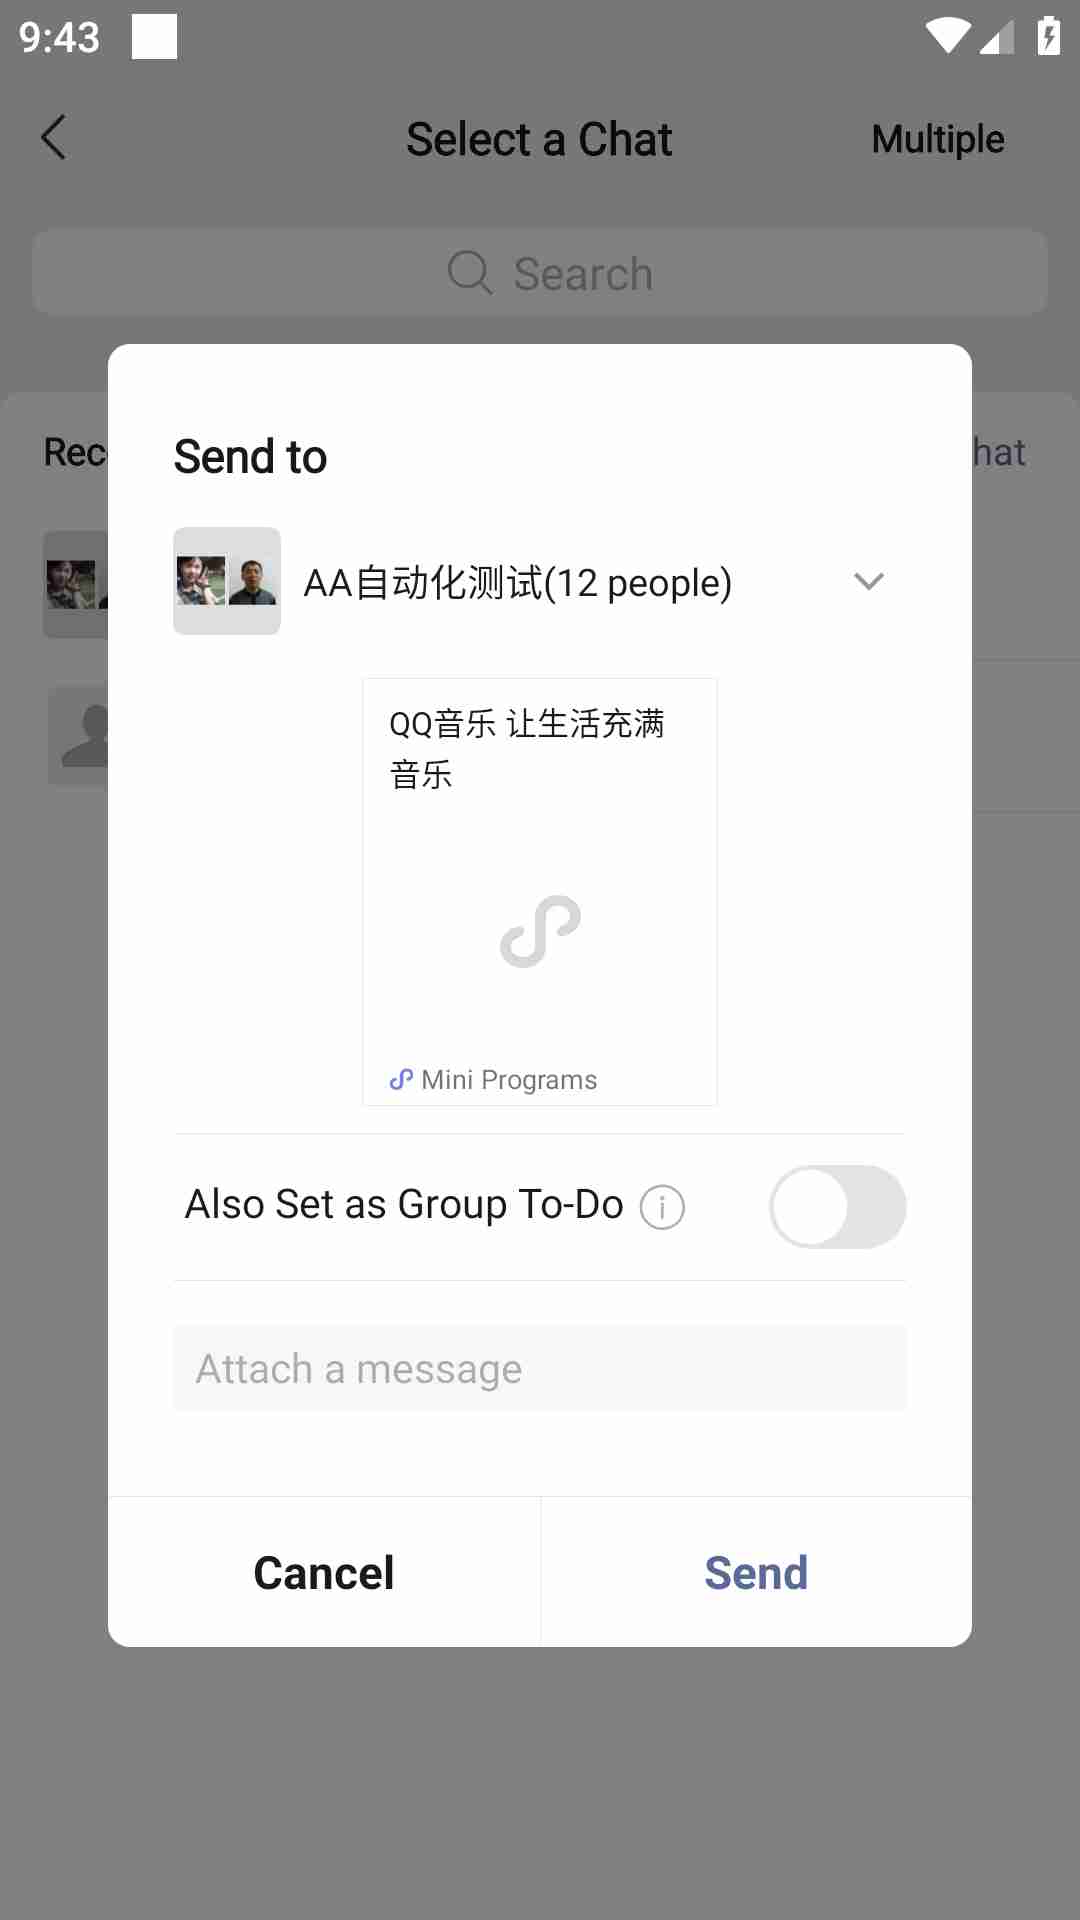 9:43
Select a Chat
Multiple
Search
Rec
hat
Send to
AA自动化测试(12 people)
QQ音乐 让生活充满
音乐
Mini Programs
Also Set as Group To-Do
Attach a message
Cancel
Send